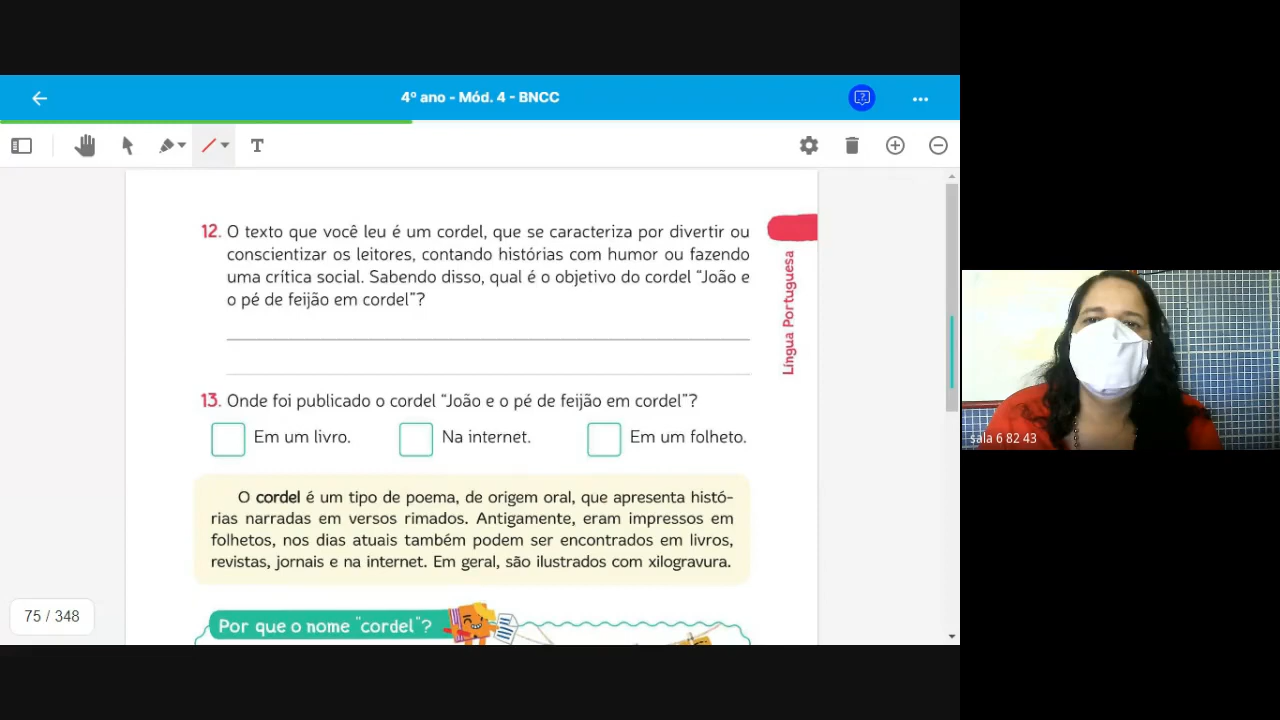 4º ano - Mód. 4 - BNCC
T
12. O texto que você leu é um cordel, que se caracteriza por divertir ou
conscientizar os leitores, contando histórias com humor ou fazendo
uma crítica social. Sabendo disso, qual é o objetivo do cordel “João e
o pé de feijão em cordel”?
Língua Portuguesa
13. Onde foi publicado o cordel “João e o pé de feijão em cordel”?
Em um livro. Na internet. Em um folheto.
O cordel é um tipo de poema, de origem oral, que apresenta histó-
rias narradas em versos rimados. Antigamente, eram impressos em
folhetos, nos dias atuais também podem ser encontrados em livros,
revistas, jornais e na internet. Em geral, são ilustrados com xilogravura.
75 / 348
Por que o nome "cordel"?
sala 6 82 43